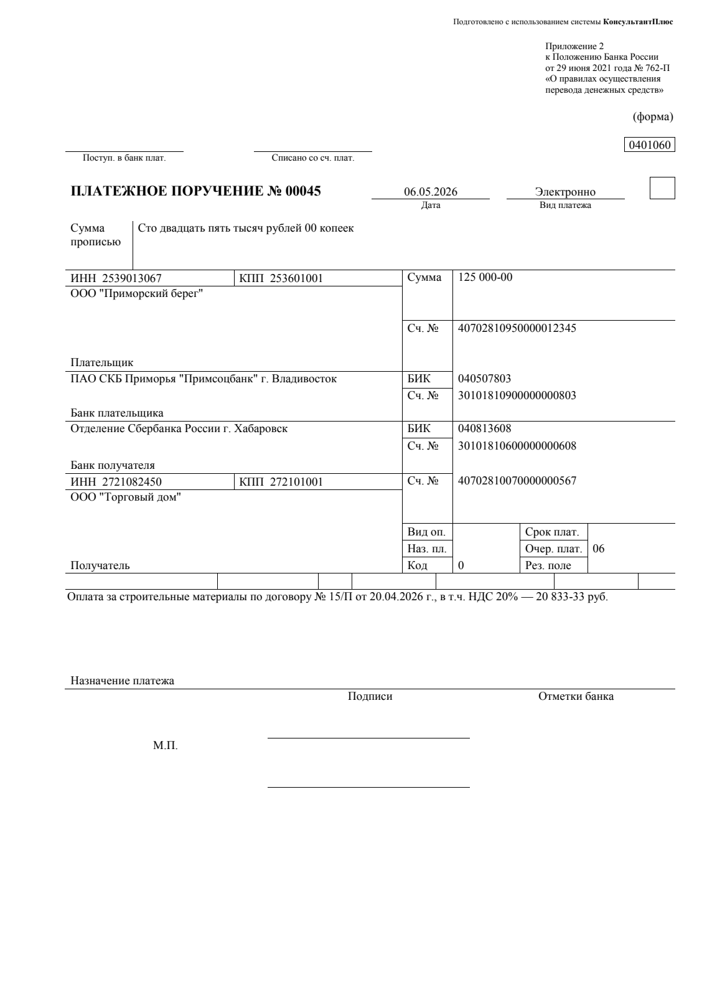 Подготовлено с использованием системы КонсультантПлюс
Приложение 2
к Положению Банка России
от 29 июня 2021 года № 762-П
«О правилах осуществления
перевода денежных средств»
(форма)
0401060
Поступ. в банк плат. Списано со сч. плат.
ПЛАТЕЖНОЕ ПОРУЧЕНИЕ № 00045 06.05.2026 Электронно
Дата Вид платежа
Сумма Сто двадцать пять тысяч рублей 00 копеек
прописью
ИНН 2539013067 КПП 253601001 Сумма 125 000-00
ООО "Приморский берег"
Сч. № 40702810950000012345
Плательщик
ПАО СКБ Приморья "Примсоцбанк" г. Владивосток БИК 040507803
Сч. № 30101810900000000803
Банк плательщика
Отделение Сбербанка России г. Хабаровск БИК 040813608
Сч. № 30101810600000000608
Банк получателя
ИНН 2721082450 КПП 272101001 Сч. № 40702810070000000567
ООО "Торговый дом"
Вид оп. Срок плат.
Наз. пл. Очер. плат. 06
Получатель Код 0 Рез. поле
Оплата за строительные материалы по договору № 15/П от 20.04.2026 г., в т.ч. НДС 20% — 20 833-33 руб.
Назначение платежа
Подписи Отметки банка
М.П.